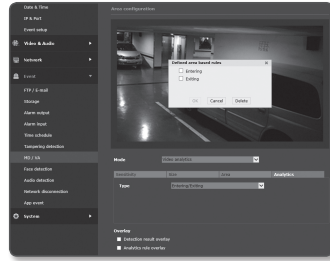 Date & Time
IP & Port
Event setup
Video & Audio
Network
Event
FTP / E-mail
Storage
Alarm output
Alarm input
Time schedule
Tampering detection
MD / VA
Face detection
Audio detection
Network disconnection
App event
System
Area configuration
Defined area based rules
Entering
Exiting
OK
Cancel
Delete
Mode
Video analytics
Sensitivity
Size
Area
Analytics
Type
Entering/Exiting
Overlay
Detection result overlay
Analytics rule overlay